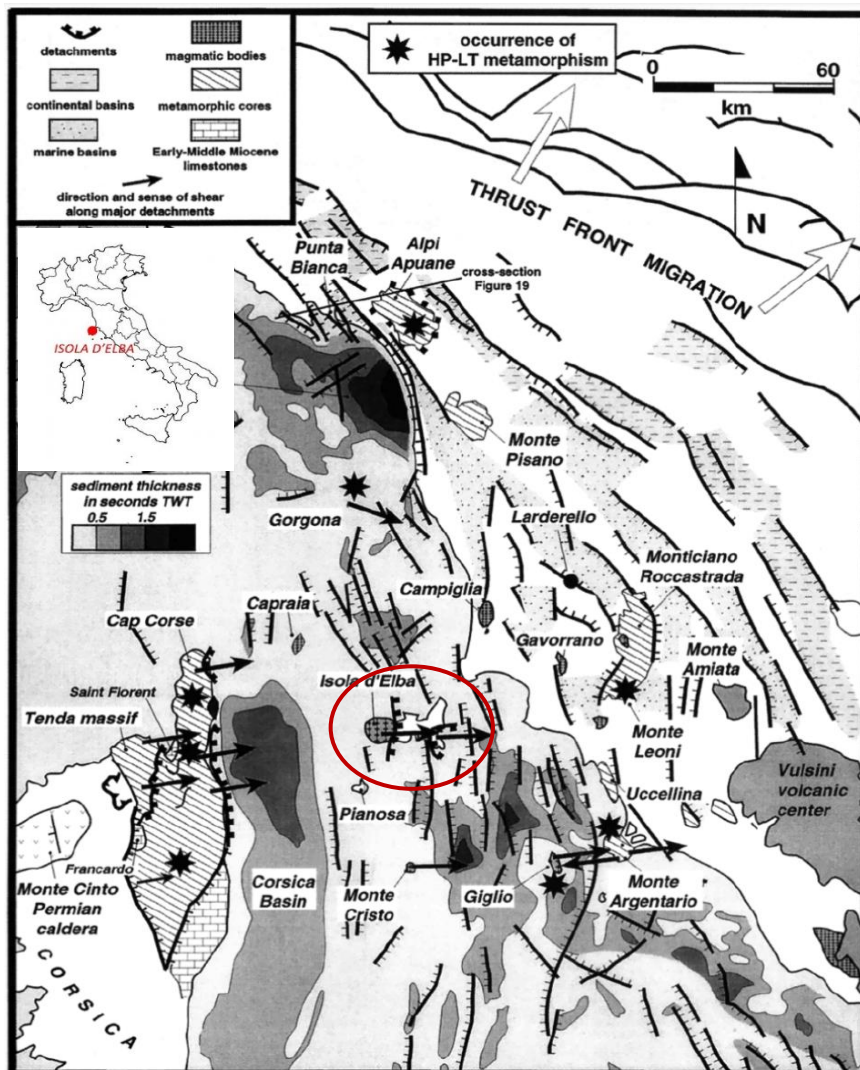 detachments
magmatic bodies
continental basins
metamorphic cores
marine basins
Early-Middle Miocene
limestones
direction and sense of shear
along major detachments
occurrence of
HP-LT metamorphism
0
60
km
THRUST FRONT MIGRATION
N
ISOLA D'ELBA
Punta
Bianca
Alpi
Apuane
cross-section
Figure 19
Monte
Pisano
sediment thickness
in seconds TWT
0.5
1.5
Gorgona
Larderello
Monticiano
Roccastrada
Campiglia
Capraia
Cap Corse
Gavorrano
Monte
Amiata
Isola d'Elba
Saint Florent
Tenda massif
Monte
Leoni
Vulsini
volcanic
center
Uccellina
Pianosa
Francardo
Monte Cinto
Permian
caldera
Corsica
Basin
Monte
Cristo
Giglio
Monte
Argentario
CORSICA